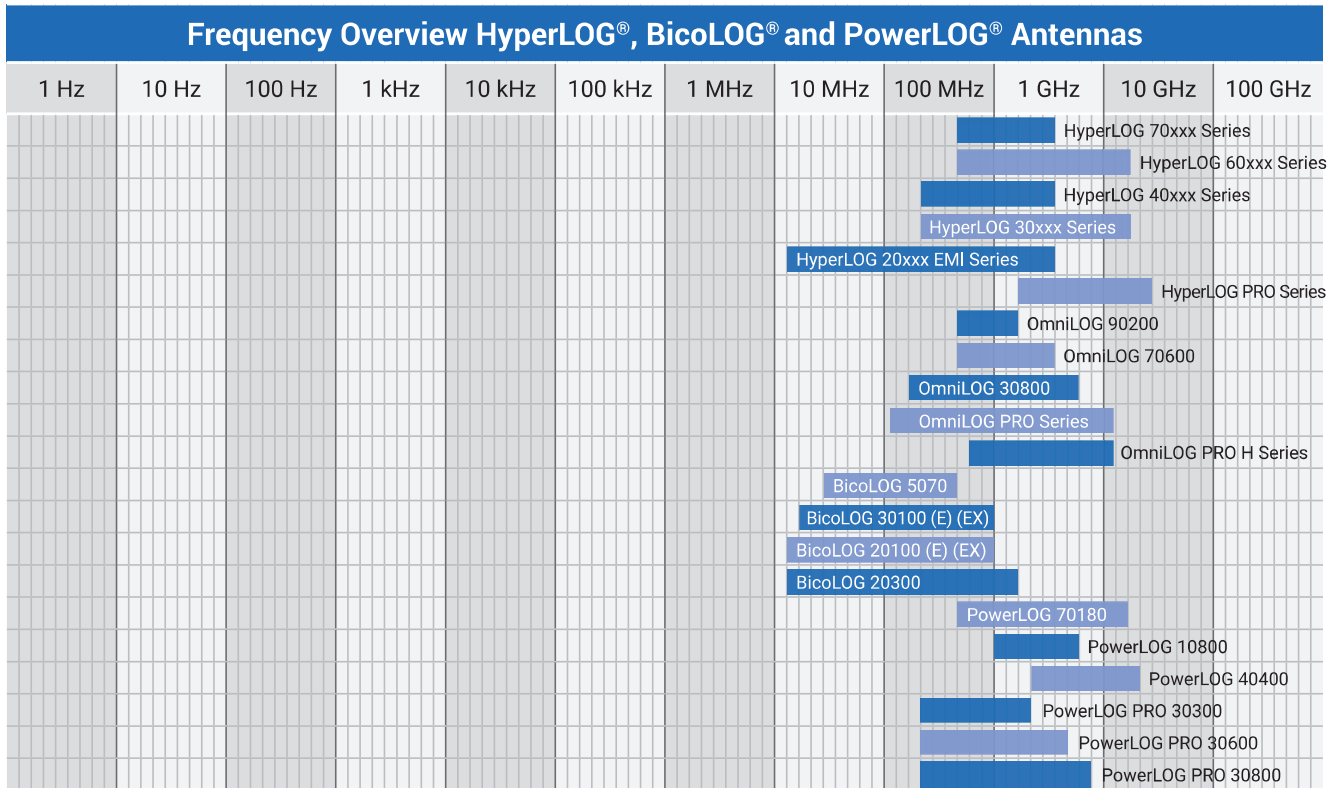 Frequency Overview HyperLOG®, BicoLOG® and PowerLOG® Antennas
1 Hz 10 Hz 100 Hz 1 kHz 10 kHz 100 kHz 1 MHz 10 MHz 100 MHz 1 GHz 10 GHz 100 GHz
HyperLOG 70xxx Series
HyperLOG 60xxx Series
HyperLOG 40xxx Series
HyperLOG 30xxx Series
HyperLOG 20xxx EMI Series
HyperLOG PRO Series
OmniLOG 90200
OmniLOG 70600
OmniLOG 30800
OmniLOG PRO Series
OmniLOG PRO H Series
BicoLOG 5070
BicoLOG 30100 (E) (EX)
BicoLOG 20100 (E) (EX)
BicoLOG 20300
PowerLOG 70180
PowerLOG 10800
PowerLOG 40400
PowerLOG PRO 30300
PowerLOG PRO 30600
PowerLOG PRO 30800